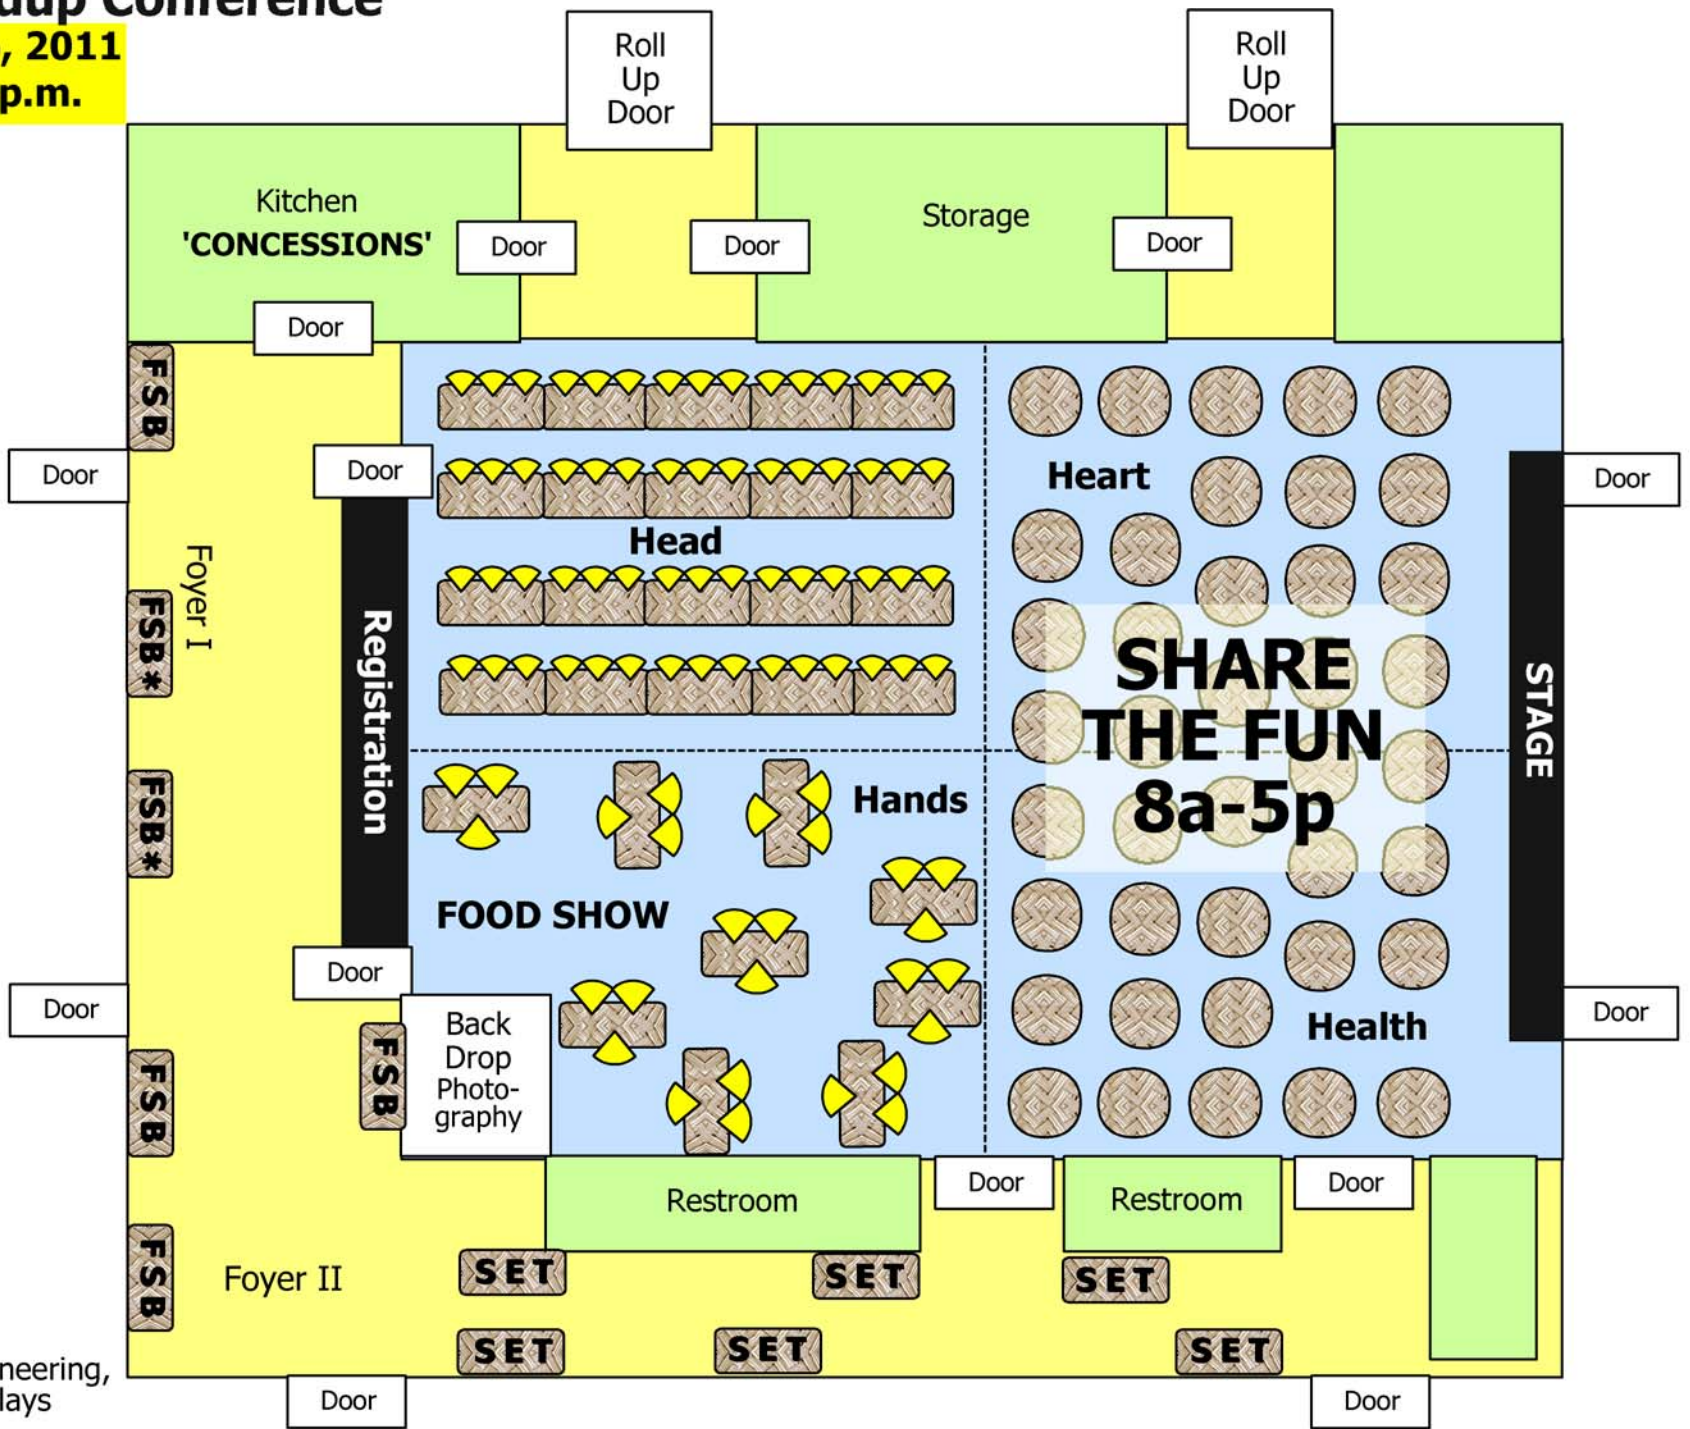 Conference
, 2011
p.m.
Roll
Up
Door
Roll
Up
Door
Kitchen
'CONCESSIONS'
Door
Door
Storage
Door
Door
FSB
Door
Door
Foyer I
FSB*
Registration
FSB*
Head
Heart
Door
SHARE
THE FUN
8a-5p
STAGE
Hands
FOOD SHOW
Door
Door
Back
Drop
Photo-
graphy
FSB
FSB
Health
Door
Restroom
Door
Restroom
Door
FSB
Foyer II
SET
SET
SET
SET
SET
SET
neering,
lays
Door
Door